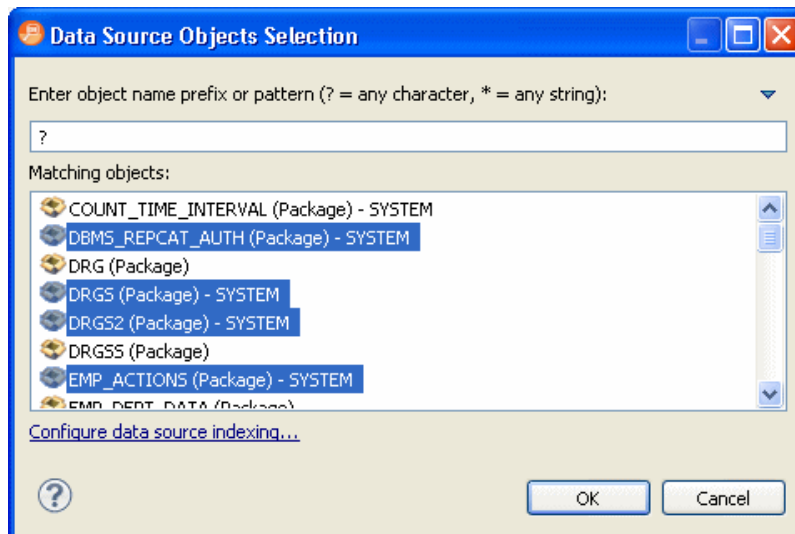 Data Source Objects Selection
Enter object name prefix or pattern (? = any character, * = any string):
?
Matching objects:
COUNT_TIME_INTERVAL (Package) - SYSTEM
DBMS_REPCAT_AUTH (Package) - SYSTEM
DRG (Package)
DRGS (Package) - SYSTEM
DRGS2 (Package) - SYSTEM
DRGSS (Package)
EMP_ACTIONS (Package) - SYSTEM
EMP_DEPT_DATA (Package)
Configure data source indexing...
?
OK
Cancel